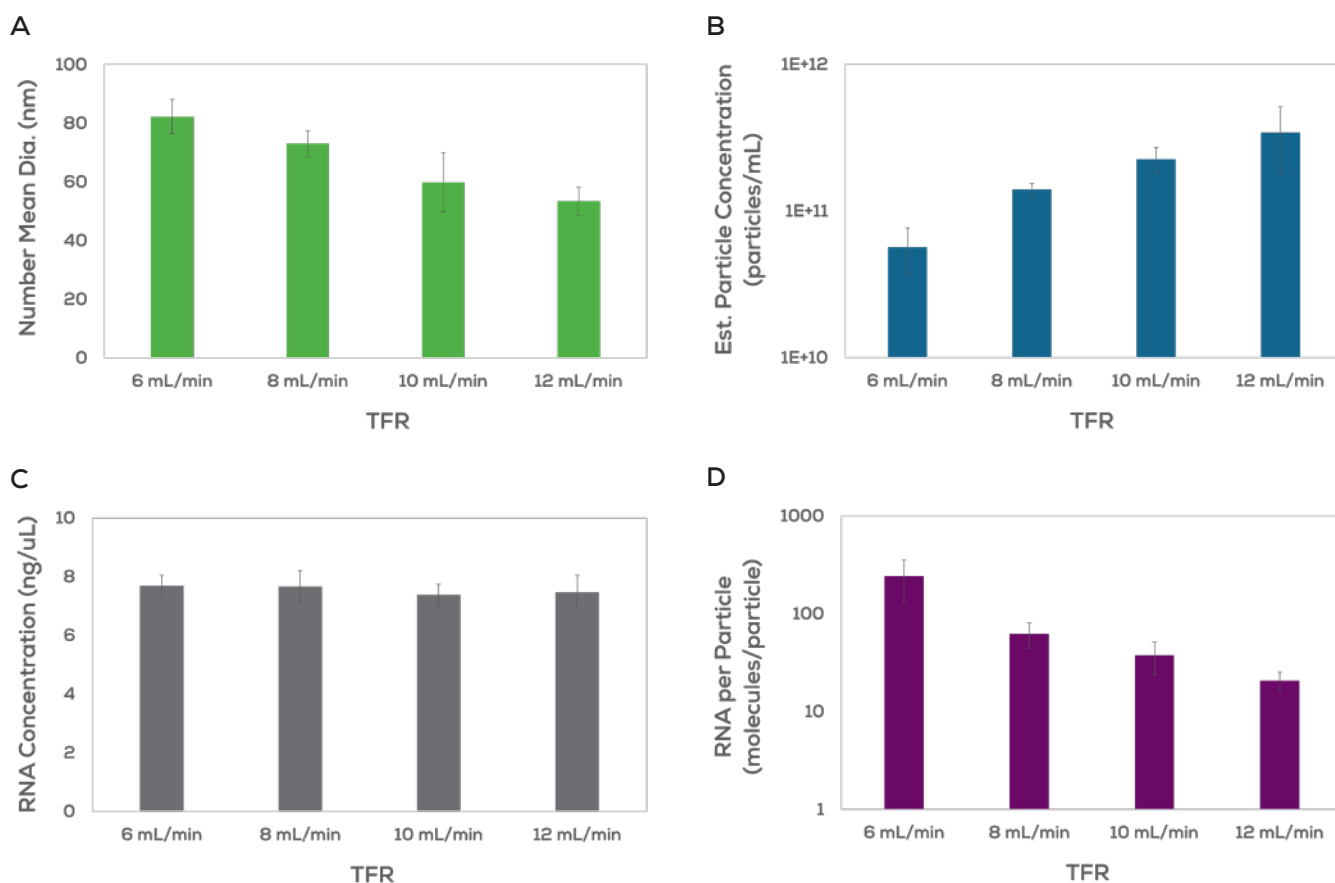 A
Number Mean Dia. (nm)
100
80
60
40
20
0
6 mL/min 8 mL/min 10 mL/min 12 mL/min
TFR
B
Est. Particle Concentration
(particles/mL)
1E+12
1E+11
1E+10
6 mL/min 8 mL/min 10 mL/min 12 mL/min
TFR
C
RNA Concentration (ng/uL)
10
8
6
4
2
0
6 mL/min 8 mL/min 10 mL/min 12 mL/min
TFR
D
RNA per Particle
(molecules/particle)
1000
100
10
1
6 mL/min 8 mL/min 10 mL/min 12 mL/min
TFR